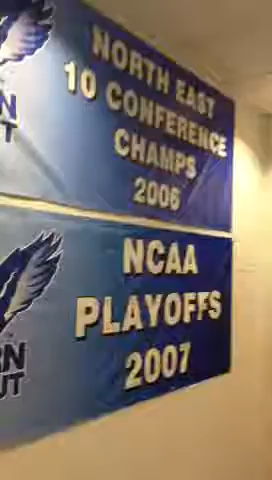 NORTH EAST
10 CONFERENCE
CHAMPS
2006
NCAA
PLAYOFFS
2007